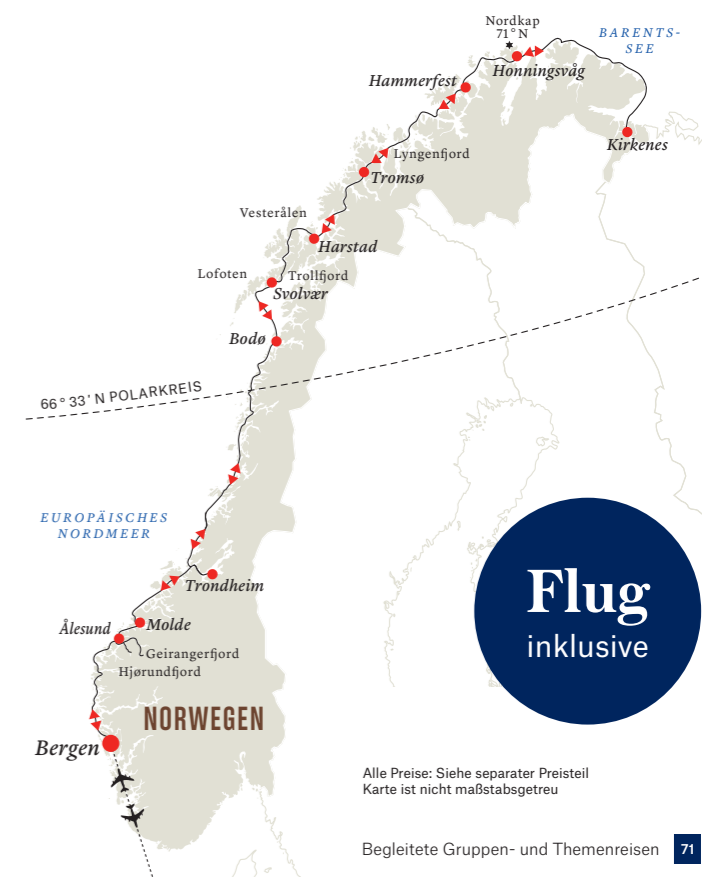 Nordkap
71° N
BARENTS-
SEE
Honningsvåg
Hammerfest
Kirkenes
Lyngenfjord
Tromsø
Vesterålen
Harstad
Lofoten
Trollfjord
Svolvær
Bodø
66° 33' N POLARKREIS
EUROPÄISCHES
NORDMEER
Trondheim
Ålesund
Molde
Geirangerfjord
Hjørundfjord
NORWEGEN
Bergen
Flug
inklusive
Alle Preise: Siehe separater Preisteil
Karte ist nicht maßstabsgetreu
Begleitete Gruppen- und Themenreisen 71